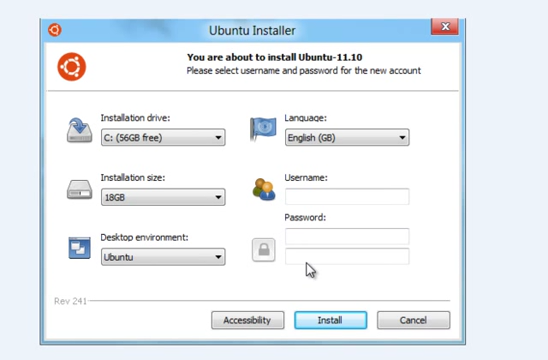 Ubuntu Installer
You are about to install Ubuntu-11.10
Please select username and password for the new account
Installation drive:
C: (56GB free)
Language:
English (GB)
Installation size:
18GB
Username:
Password:
Desktop environment:
Ubuntu
Rev 241
Accessibility
Install
Cancel